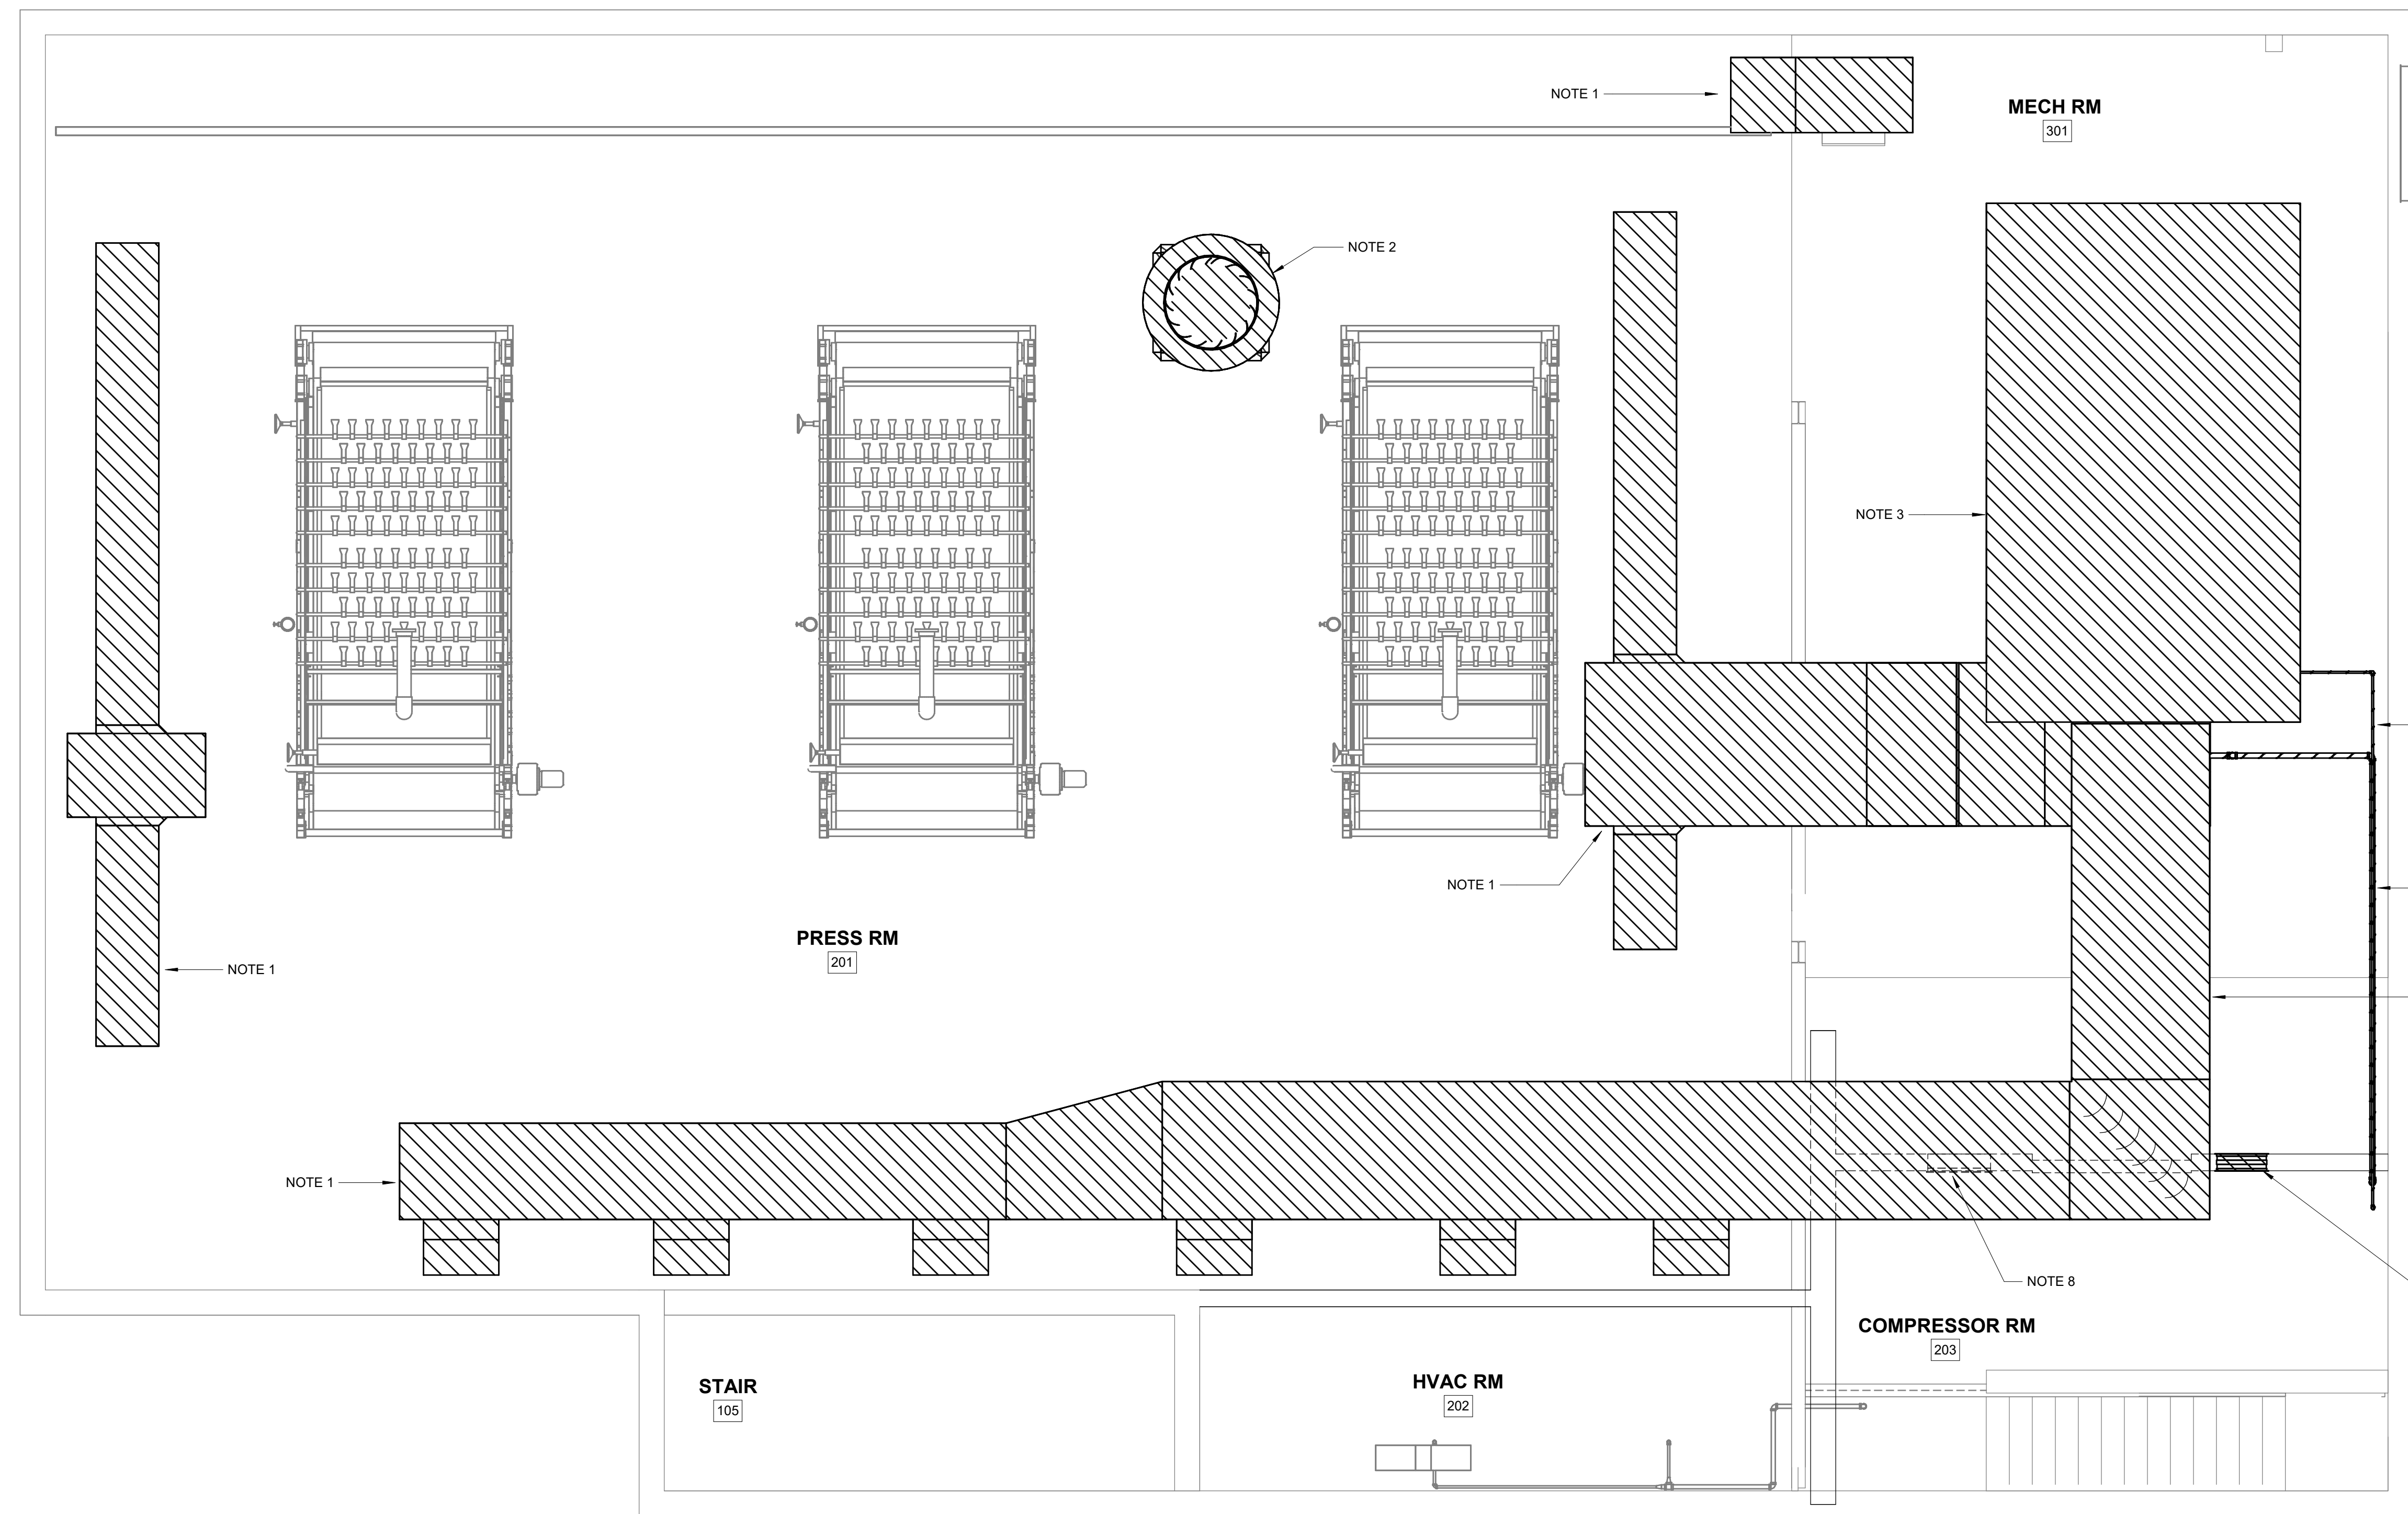 NOTE 1
MECH RM
301
NOTE 2
NOTE 3
NOTE 1
PRESS RM
201
NOTE 1
NOTE 1
NOTE 8
COMPRESSOR RM
203
STAIR
105
HVAC RM
202